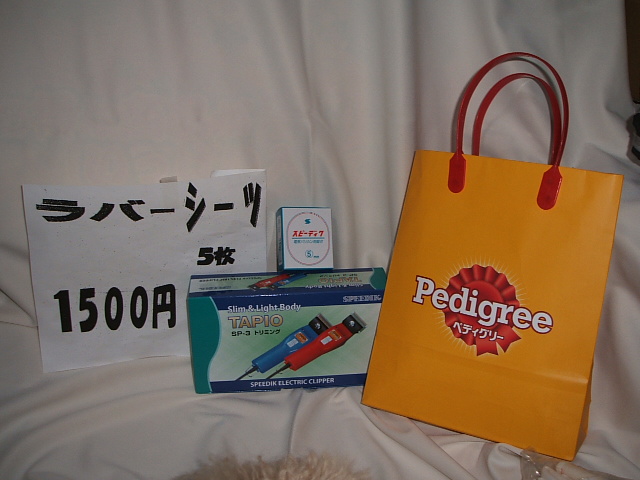 ラバーシーツ
5枚
1500円
スピーディク
5
SPEEDIK
Slim & Light Body
TAPIO
SP-3 トリミング
SPEEDIK ELECTRIC CLIPPER
Pedigree
ペディグリー